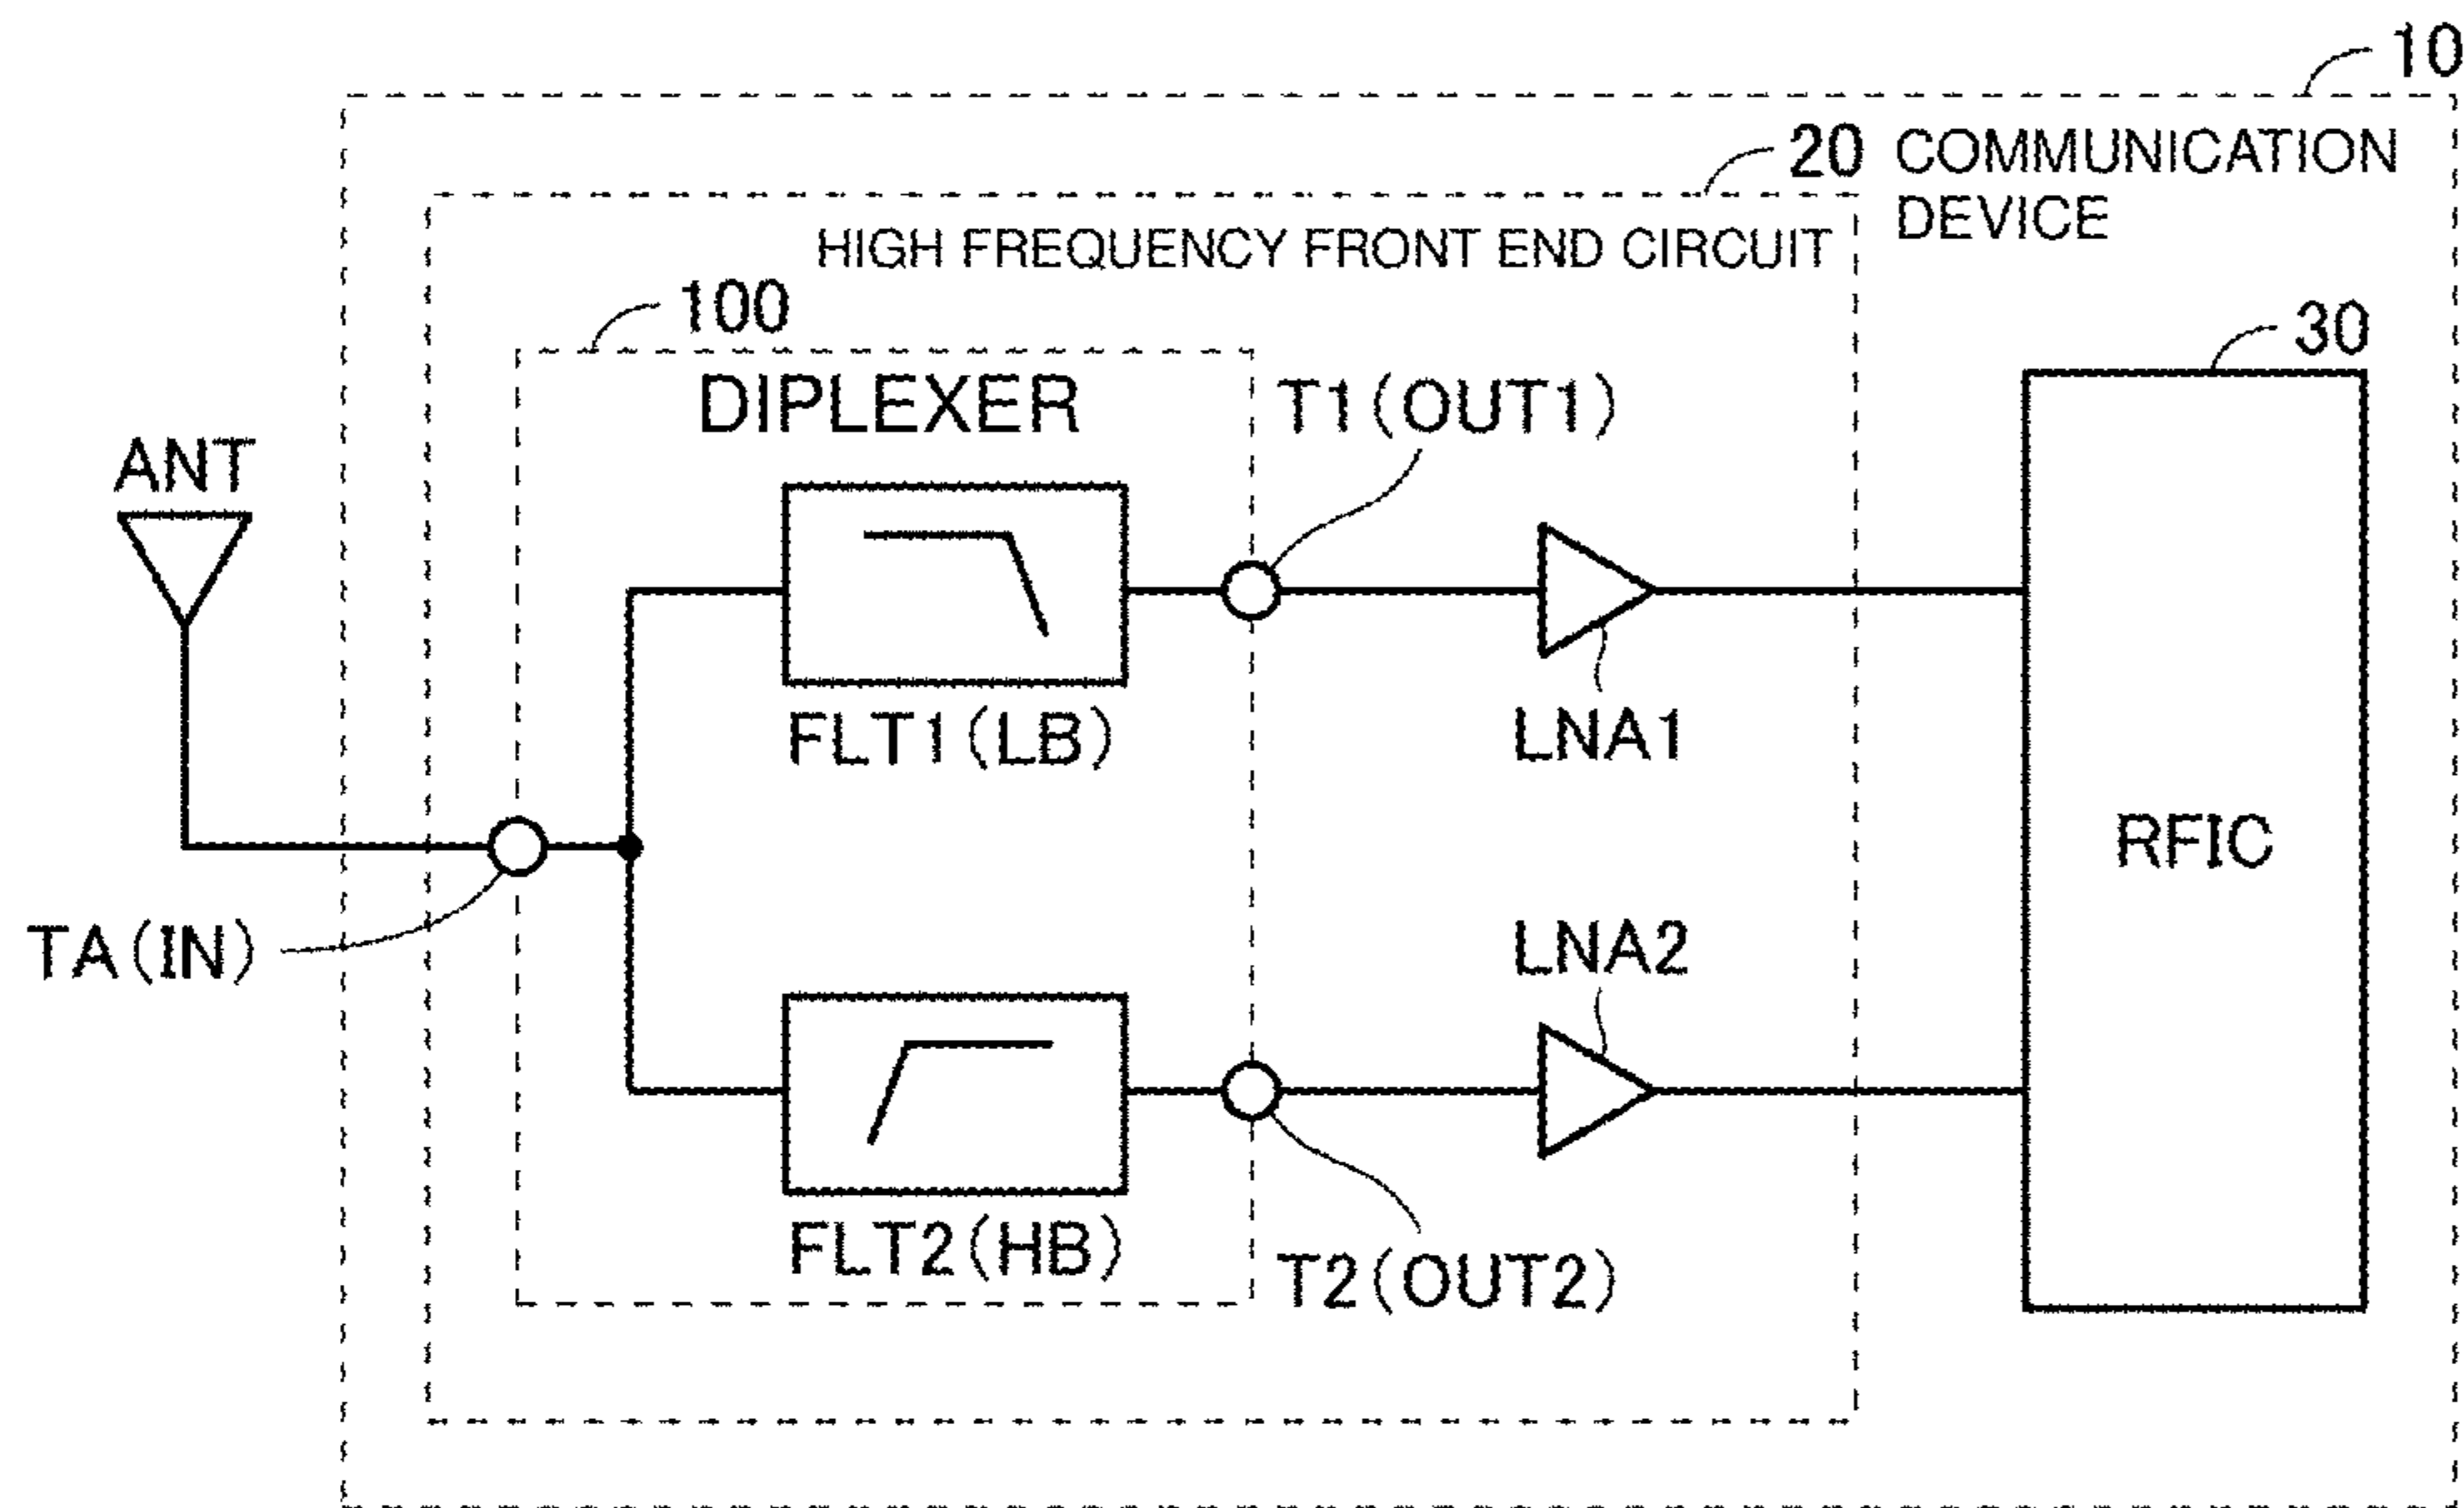 10
20 COMMUNICATION
DEVICE
HIGH FREQUENCY FRONT END CIRCUIT
100
30
DIPLEXER
T1(OUT1)
ANT
FLT1(LB)
LNA1
RFIC
TA(IN)
LNA2
FLT2(HB)
T2(OUT2)